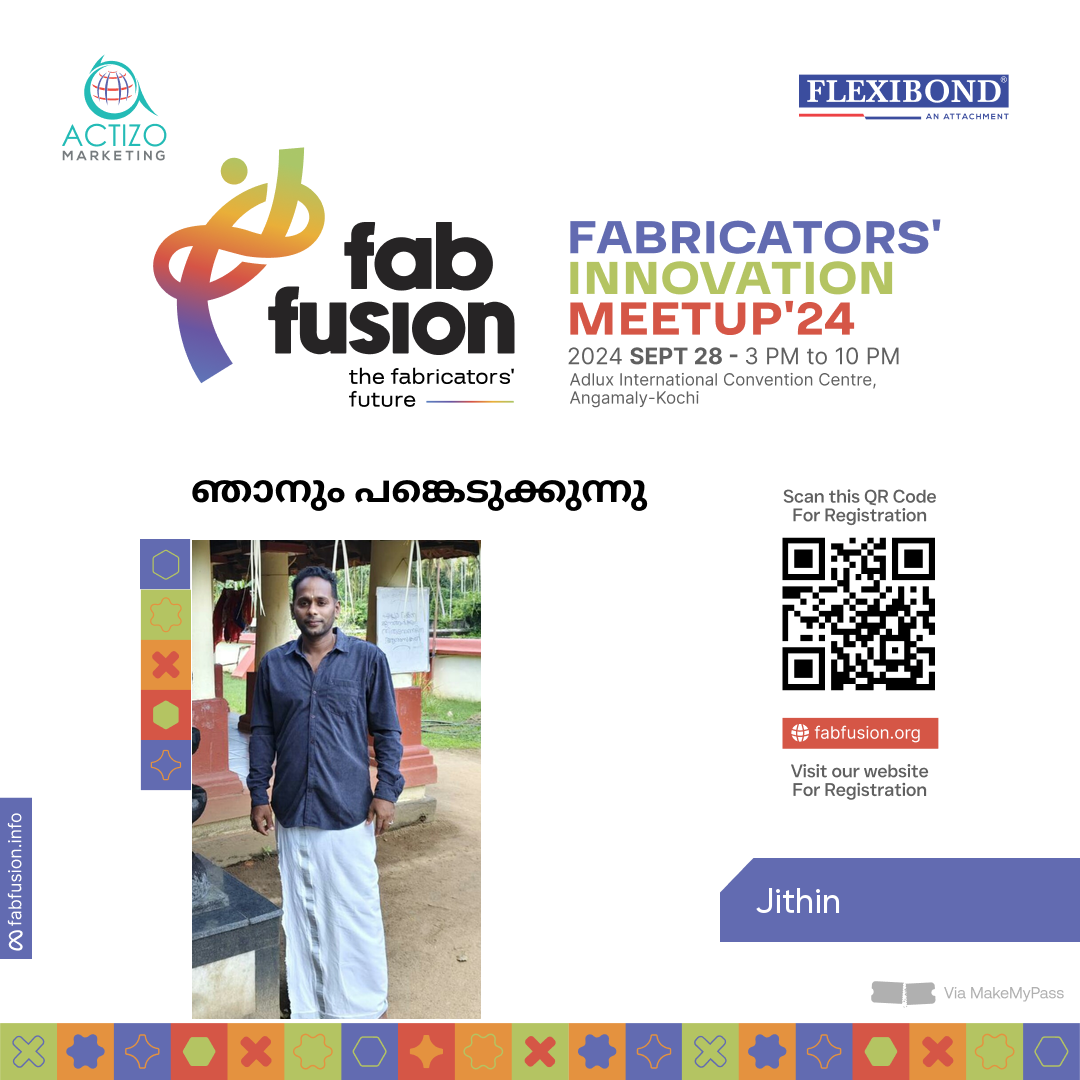 ACTIZO
MARKETING
FLEXIBOND®
AN ATTACHMENT
fab
fusion
the fabricators'
future
FABRICATORS'
INNOVATION
MEETUP'24
2024 SEPT 28 - 3 PM to 10 PM
Adlux International Convention Centre,
Angamaly-Kochi
ഞാനും പങ്കെടുക്കുന്നു
Scan this QR Code
For Registration
fabfusion.org
Visit our website
For Registration
fabfusion.info
Jithin
Via MakeMyPass